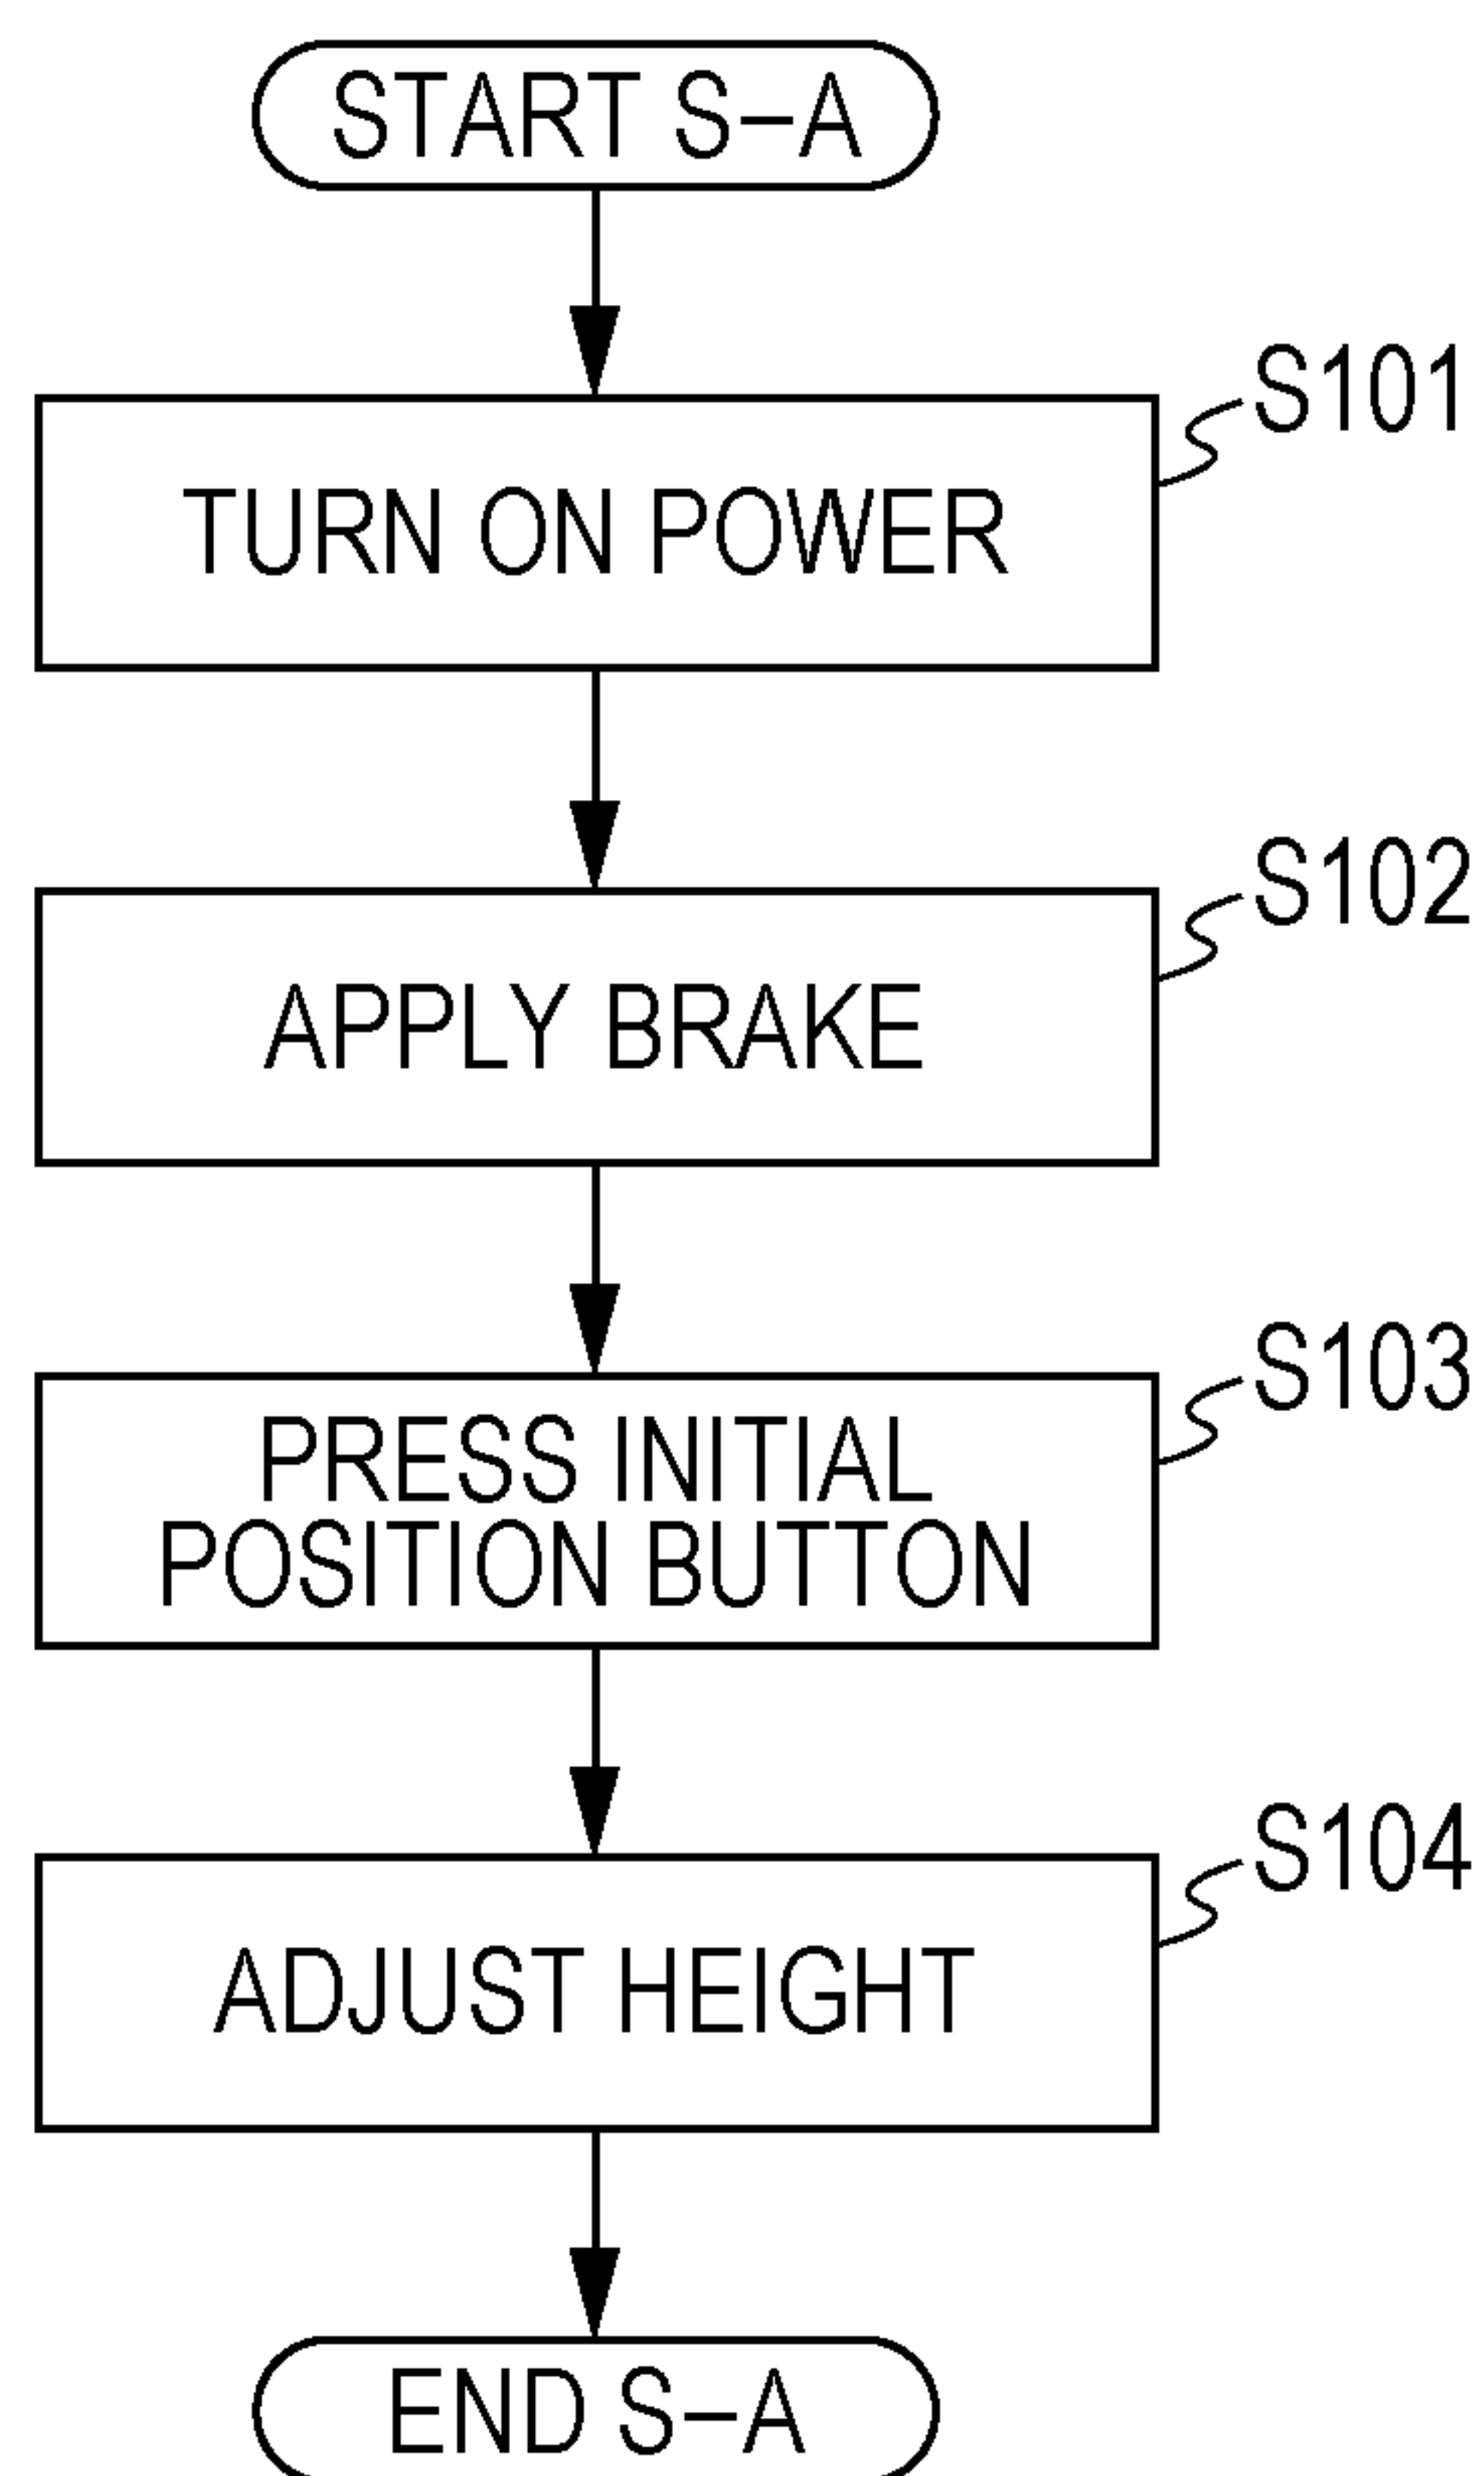 START S-A
S101
TURN ON POWER
S102
APPLY BRAKE
S103
PRESS INITIAL
POSITION BUTTON
S104
ADJUST HEIGHT
END S-A